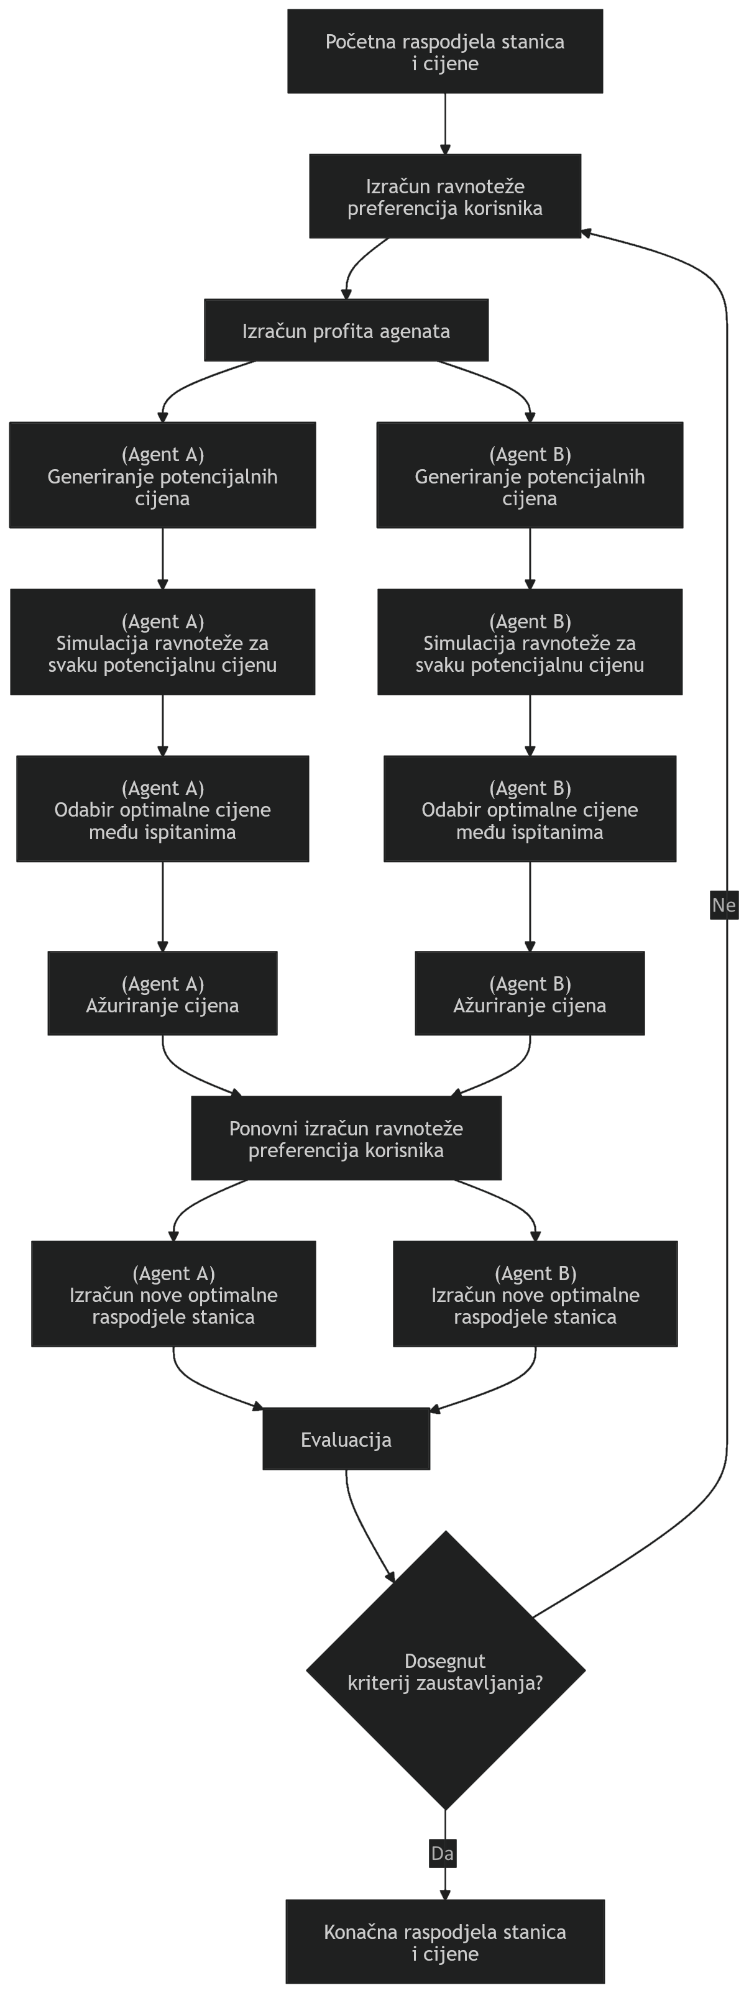 Početna raspodjela stanica
i cijene
Izračun ravnoteže
preferencija korisnika
Izračun profita agenata
(Agent A)
Generiranje potencijalnih
cijena
(Agent B)
Generiranje potencijalnih
cijena
(Agent A)
Simulacija ravnoteže za
svaku potencijalnu cijenu
(Agent B)
Simulacija ravnoteže za
svaku potencijalnu cijenu
(Agent A)
Odabir optimalne cijene
među ispitanima
(Agent B)
Odabir optimalne cijene
među ispitanima
Ne
(Agent A)
Ažuriranje cijena
(Agent B)
Ažuriranje cijena
Ponovni izračun ravnoteže
preferencija korisnika
(Agent A)
Izračun nove optimalne
raspodjele stanica
(Agent B)
Izračun nove optimalne
raspodjele stanica
Evaluacija
Dosegnut
kriterij zaustavljanja?
Da
Konačna raspodjela stanica
i cijene